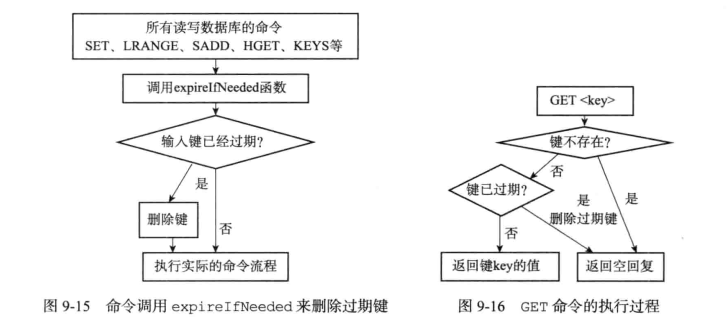 所有读写数据库的命令
SET、LRANGE、SADD、HGET、KEYS等
调用expireIfNeeded函数
输入键已经过期?
是
删除键
否
执行实际的命令流程
图 9-15 命令调用 expireIfNeeded 来删除过期键
GET <key>
键不存在?
否
键已过期?
是
删除过期键
是
否
返回键key的值
返回空回复
图 9-16 GET 命令的执行过程